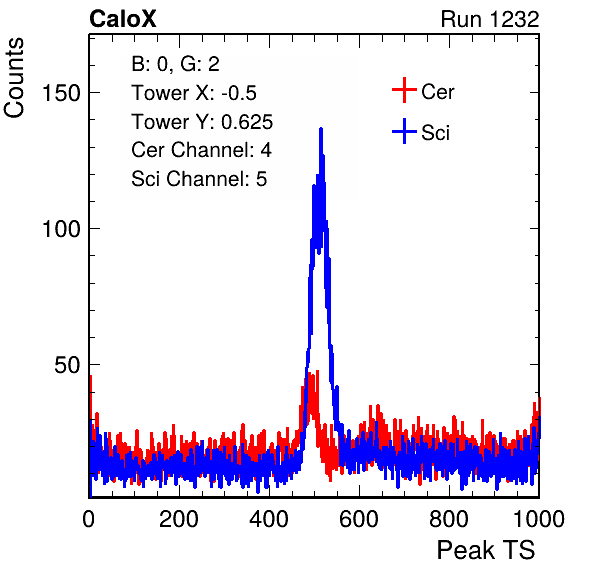 CaloX Run 1232
Counts
B: 0, G: 2
Tower X: -0.5
Tower Y: 0.625
Cer Channel: 4
Sci Channel: 5
Cer
Sci
150
100
50
0 200 400 600 800 1000
Peak TS